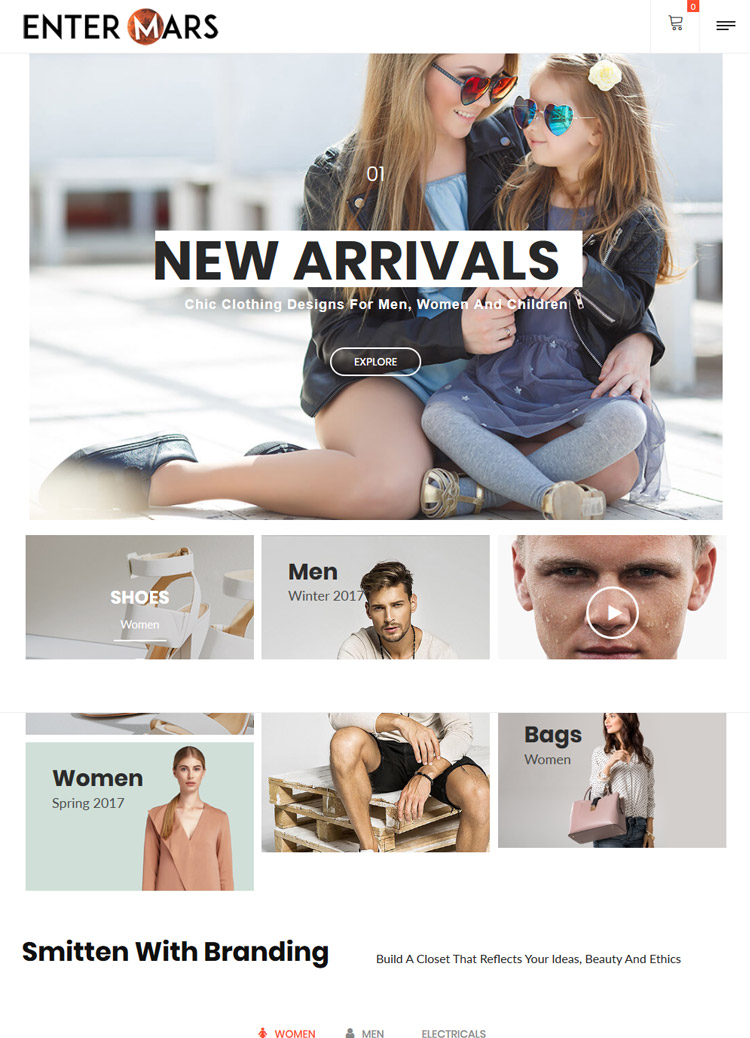 ENTER MARS
0
01
NEW ARRIVALS
Chic Clothing Designs For Men, Women And Children
EXPLORE
SHOES
Women
Men
Winter 2017
Women
Spring 2017
Bags
Women
Smitten With Branding
Build A Closet That Reflects Your Ideas, Beauty And Ethics
WOMEN
MEN
ELECTRICALS